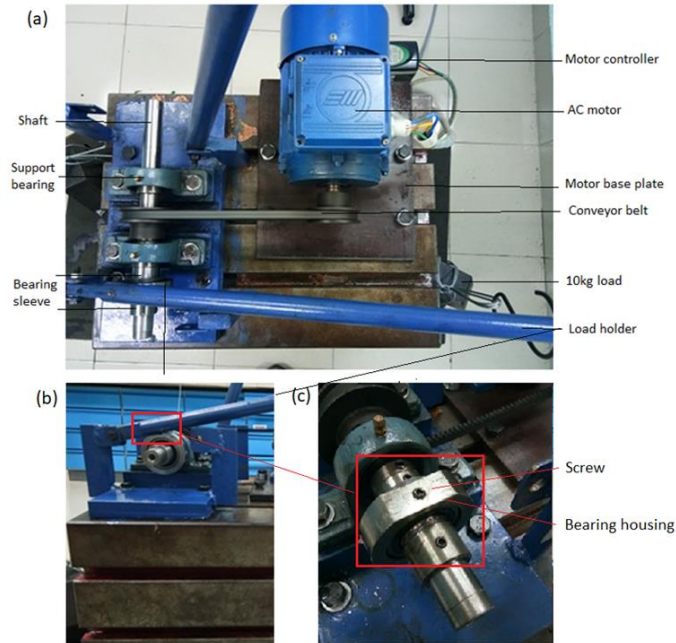 (a)
Motor controller
AC motor
Shaft
Support
bearing
Motor base plate
Conveyor belt
Bearing
sleeve
10kg load
Load holder
(b)
(c)
Screw
Bearing housing